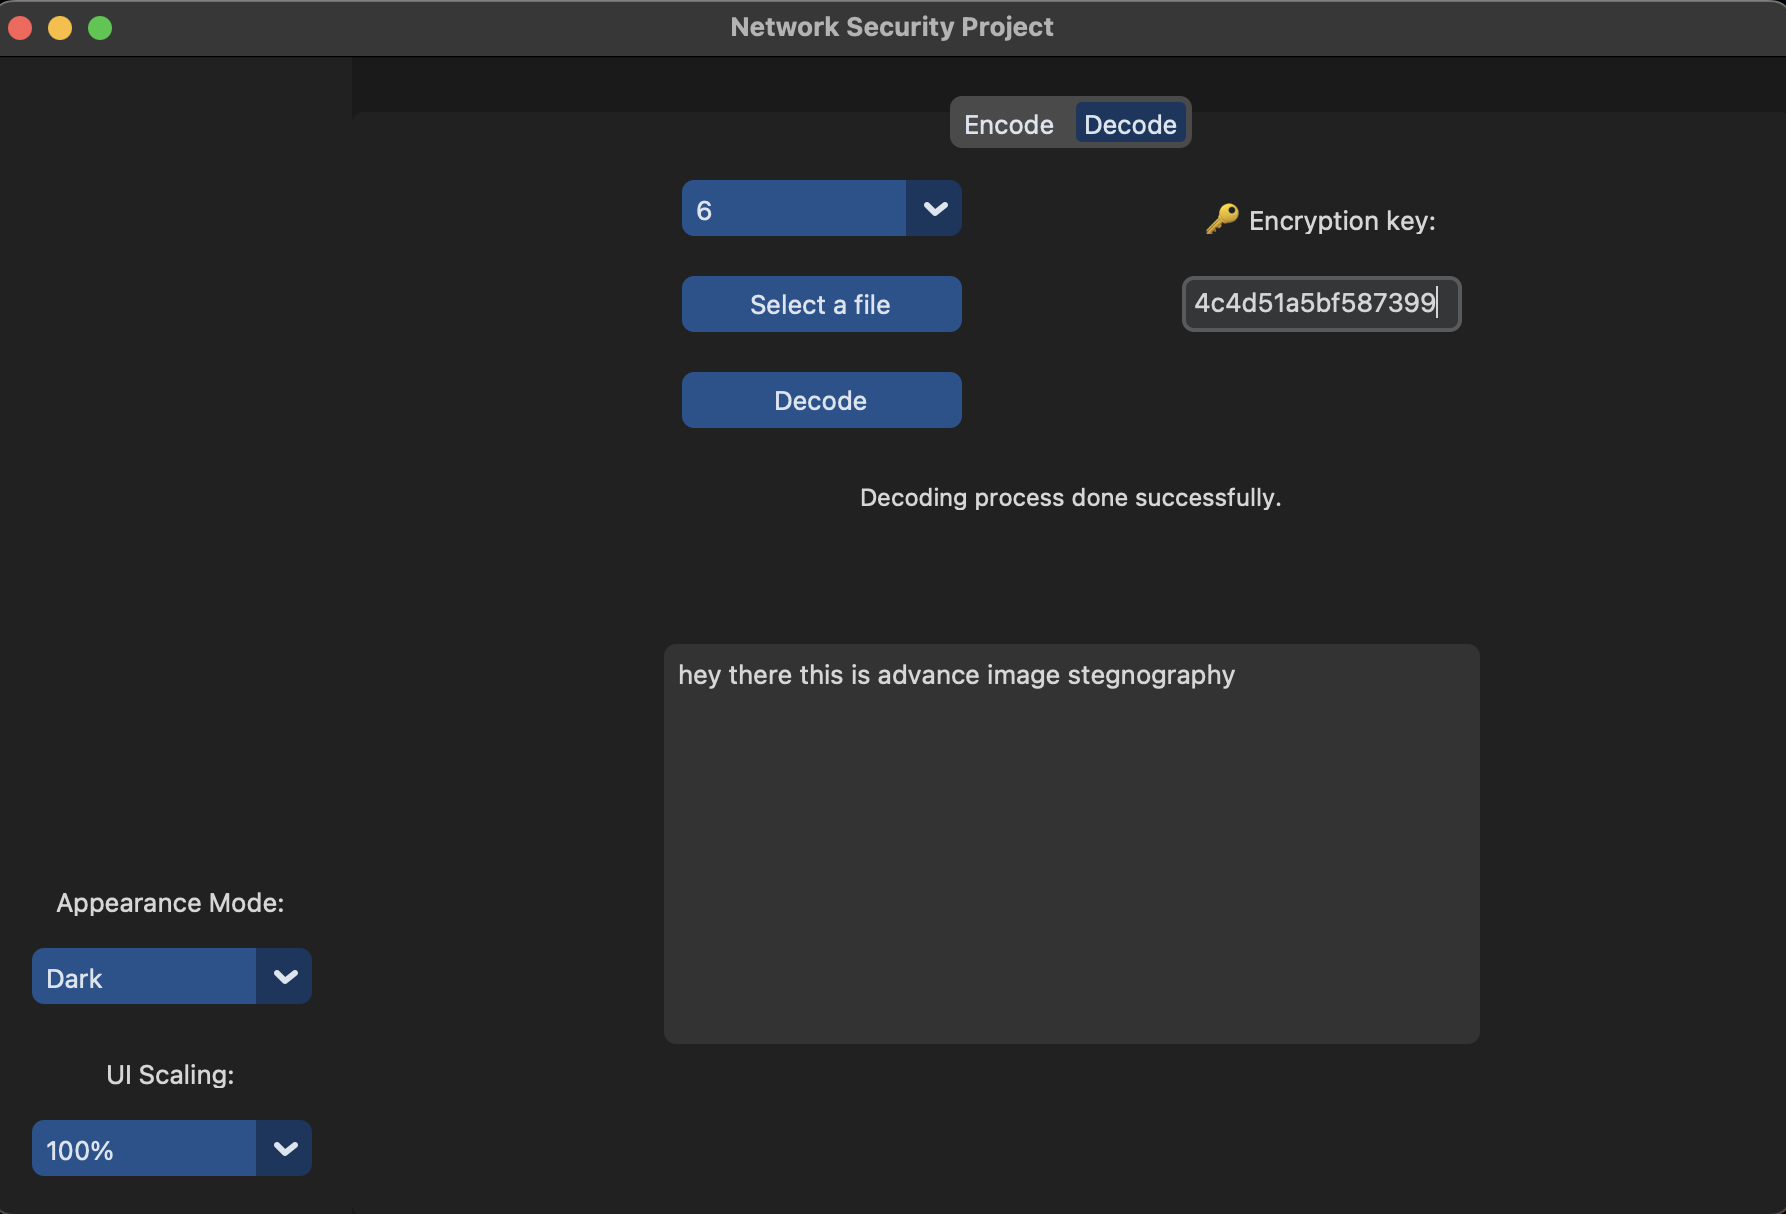 Network Security Project
Encode Decode
6
🔑 Encryption key:
Select a file
4c4d51a5bf587399
Decode
Decoding process done successfully.
hey there this is advance image stegnography
Appearance Mode:
Dark
UI Scaling:
100%